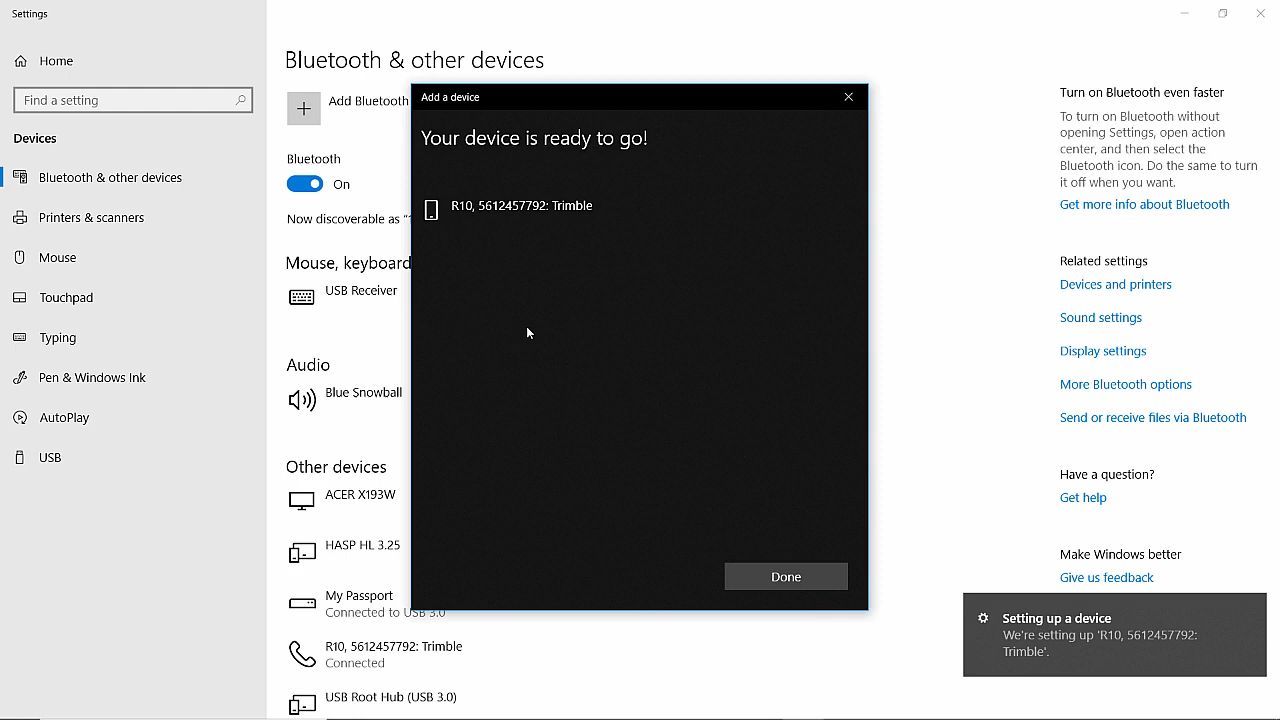 Settings
Home
Find a setting
Devices
Bluetooth & other devices
Printers & scanners
Mouse
Touchpad
Typing
Pen & Windows Ink
AutoPlay
USB
Bluetooth & other devices
Add Bluetooth
Bluetooth
On
Now discoverable as
Mouse, keyboard
USB Receiver
Audio
Blue Snowball
Other devices
ACER X193W
HASP HL 3.25
My Passport
Connected to USB 3.0
R10, 5612457792: Trimble
Connected
USB Root Hub (USB 3.0)
Add a device
Your device is ready to go!
R10, 5612457792: Trimble
Done
Turn on Bluetooth even faster
To turn on Bluetooth without
opening Settings, open action
center, and then select the
Bluetooth icon. Do the same to turn
it off when you want.
Get more info about Bluetooth
Related settings
Devices and printers
Sound settings
Display settings
More Bluetooth options
Send or receive files via Bluetooth
Have a question?
Get help
Make Windows better
Give us feedback
Setting up a device
We're setting up 'R10, 5612457792:
Trimble'.